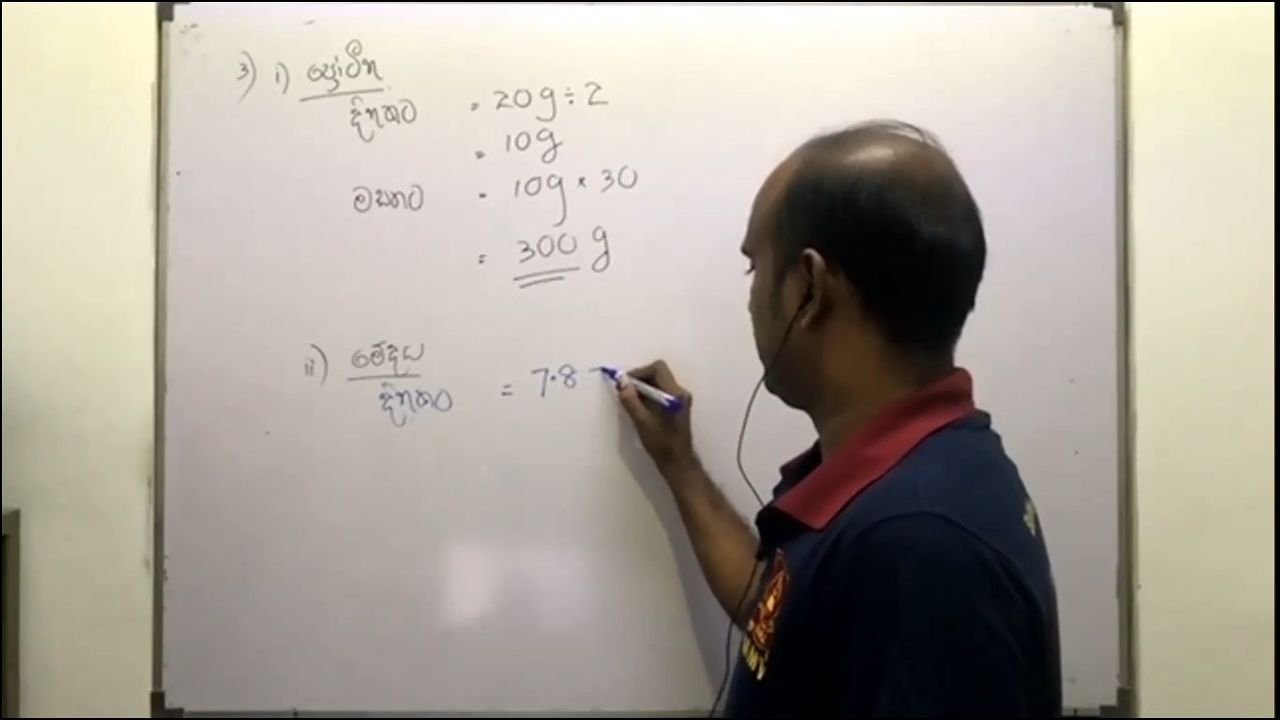 3) i) ප්‍රෝටීන
දිනකට = 20g ÷ 2
= 10g
මසකට = 10g × 30
= 300 g
ii) මේදය
දිනකට = 7.8